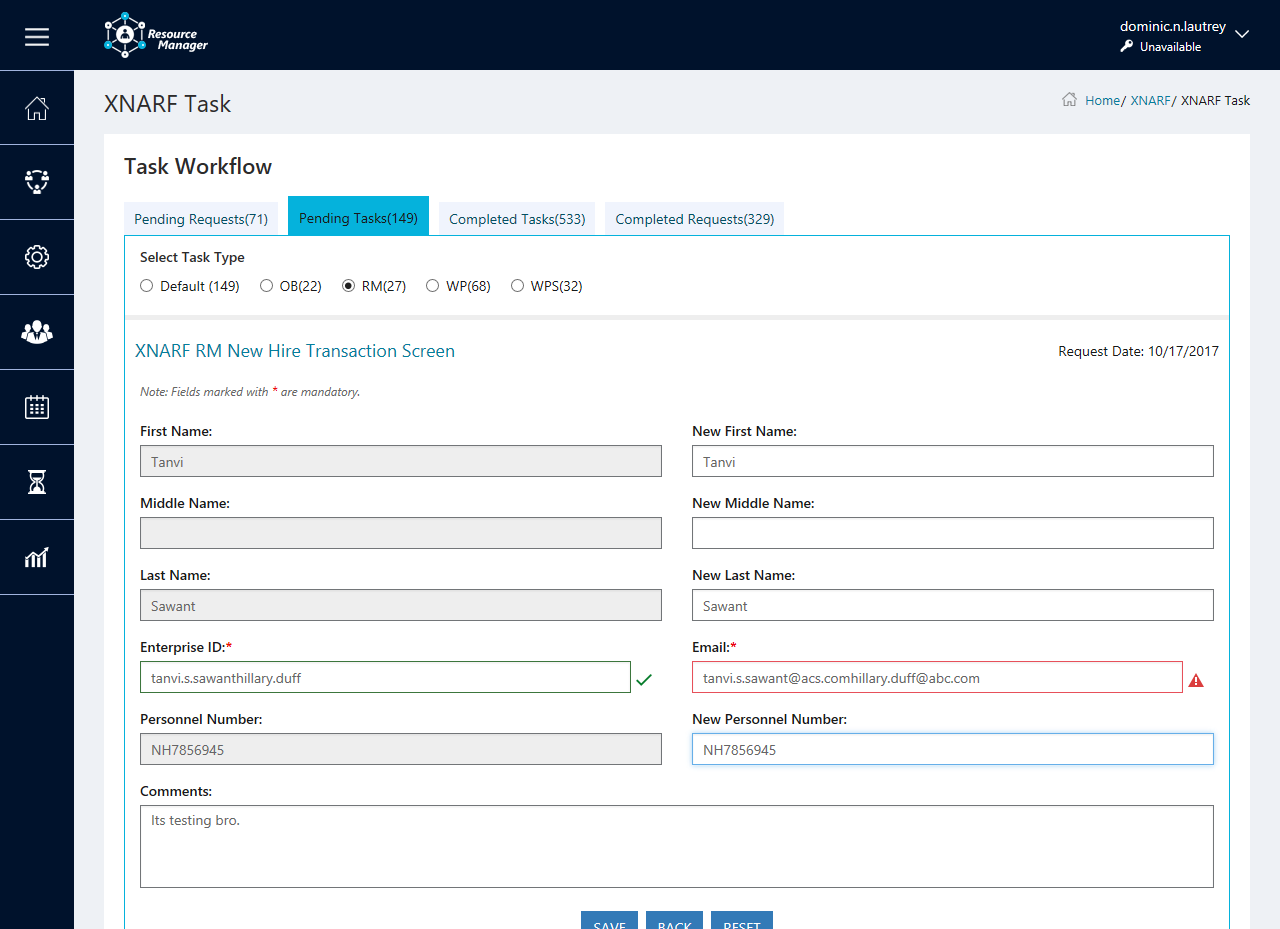 Resource
Manager
dominic.n.lautrey
Unavailable
XNARF Task
Home/ XNARF/ XNARF Task
Task Workflow
Pending Requests(71) Pending Tasks(149) Completed Tasks(533) Completed Requests(329)
Select Task Type
Default (149) OB(22) RM(27) WP(68) WPS(32)
XNARF RM New Hire Transaction Screen Request Date: 10/17/2017
Note: Fields marked with * are mandatory.
First Name: New First Name:
Tanvi Tanvi
Middle Name: New Middle Name:
Last Name: New Last Name:
Sawant Sawant
Enterprise ID:* Email:*
tanvi.s.sawanthillary.duff tanvi.s.sawant@acs.comhillary.duff@abc.com
Personnel Number: New Personnel Number:
NH7856945 NH7856945
Comments:
Its testing bro.
SAVE BACK RESET